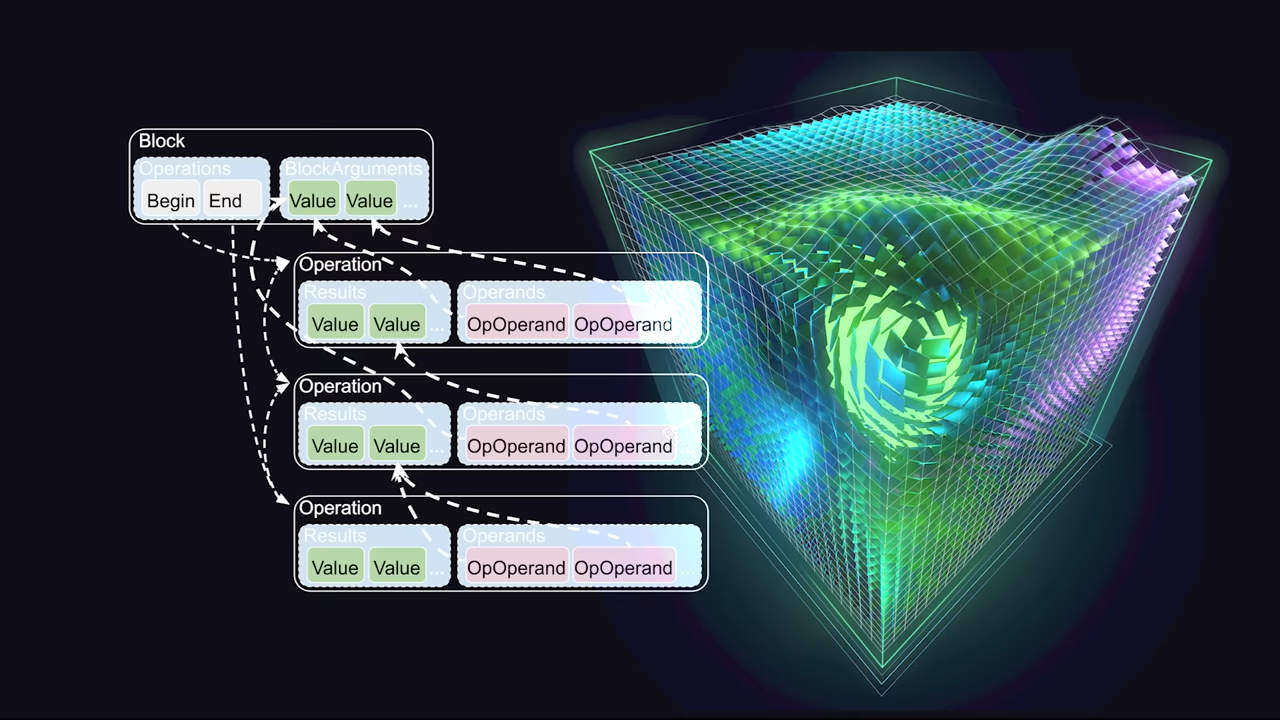 Block
Operations BlockArguments
Begin End Value Value ...
Operation
Results Operands
Value Value ... OpOperand OpOperand
Operation
Results Operands
Value Value ... OpOperand OpOperand
Operation
Results Operands
Value Value ... OpOperand OpOperand ...